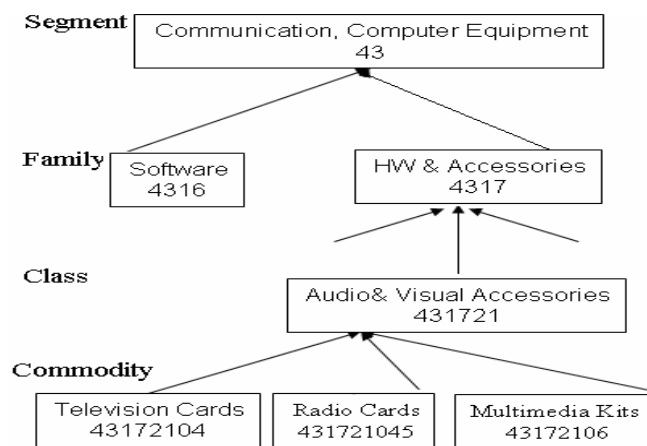 Segment
Communication, Computer Equipment
43
Family
Software
4316
HW & Accessories
4317
Class
Audio& Visual Accessories
431721
Commodity
Television Cards
43172104
Radio Cards
431721045
Multimedia Kits
43172106